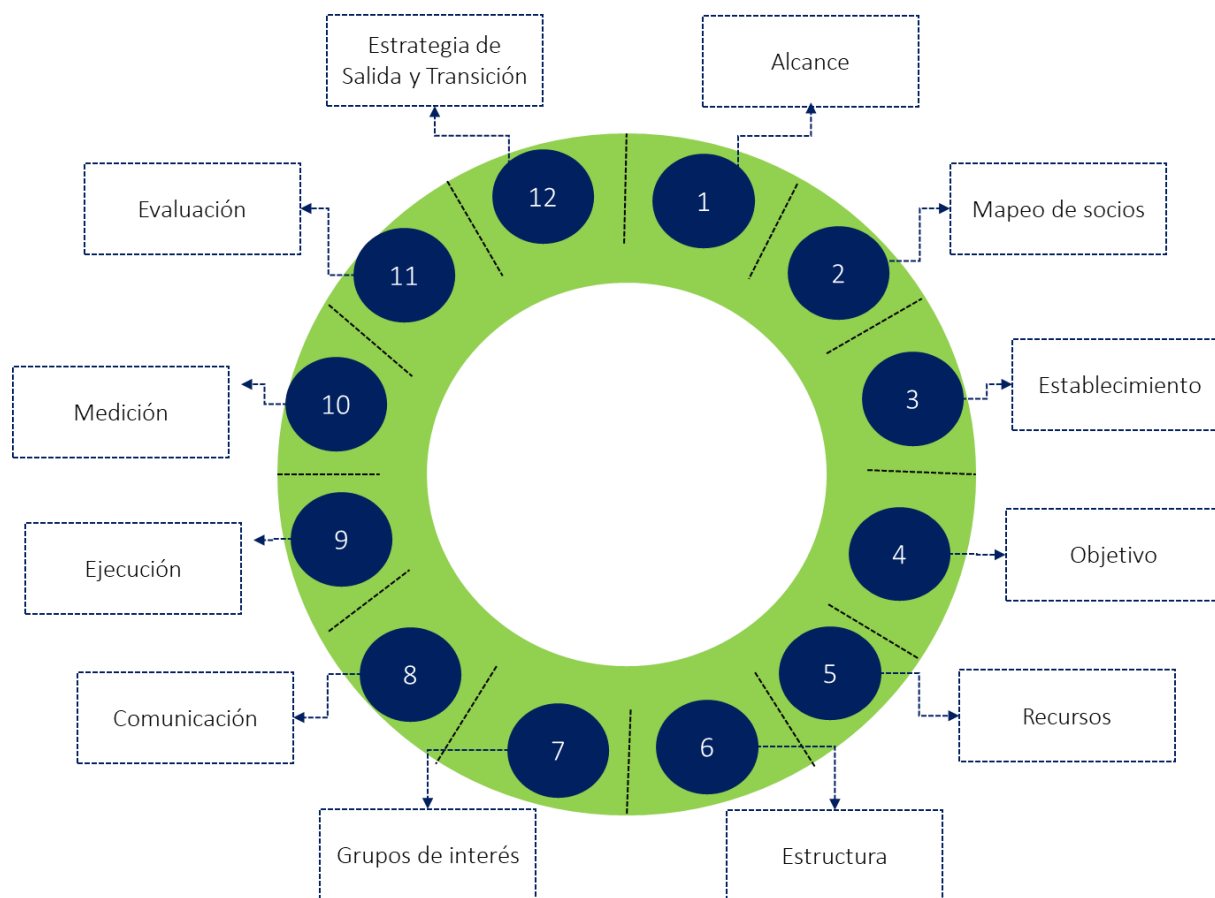 1
Alcance
2
Mapeo de socios
3
Establecimiento
4
Objetivo
5
Recursos
6
Estructura
7
Grupos de interés
8
Comunicación
9
Ejecución
10
Medición
11
Evaluación
12
Estrategia de
Salida y Transición